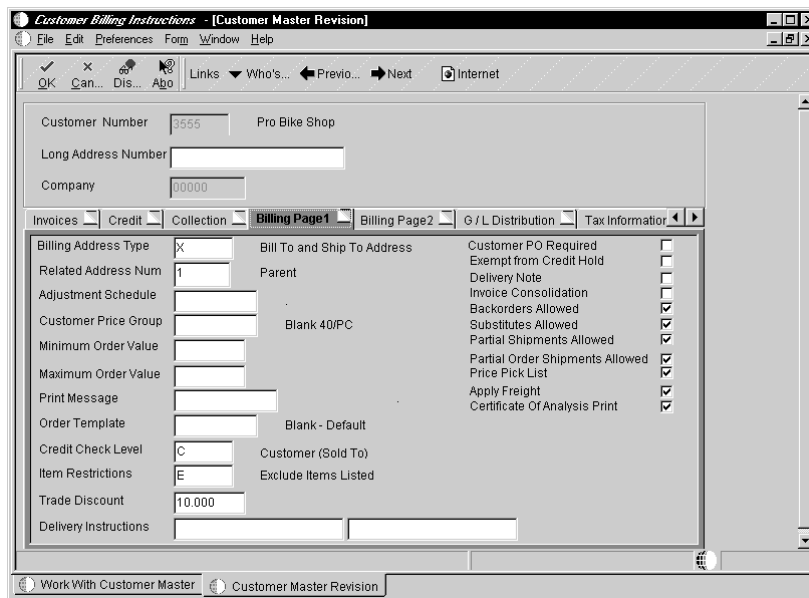 Customer Billing Instructions - [Customer Master Revision]
File Edit Preferences Form Window Help
OK Can... Dis... Abo Links Who's... Previo... Next Internet
Customer Number 3555 Pro Bike Shop
Long Address Number
Company 00000
Invoices Credit Collection Billing Page1 Billing Page2 G / L Distribution Tax Information
Billing Address Type X Bill To and Ship To Address
Related Address Num 1 Parent
Adjustment Schedule .
Customer Price Group Blank 40/PC
Minimum Order Value
Maximum Order Value
Print Message .
Order Template Blank - Default
Credit Check Level C Customer (Sold To)
Item Restrictions E Exclude Items Listed
Trade Discount 10.000
Delivery Instructions
Customer PO Required
Exempt from Credit Hold
Delivery Note
Invoice Consolidation
Backorders Allowed
Substitutes Allowed
Partial Shipments Allowed
Partial Order Shipments Allowed
Price Pick List
Apply Freight
Certificate Of Analysis Print
Work With Customer Master Customer Master Revision